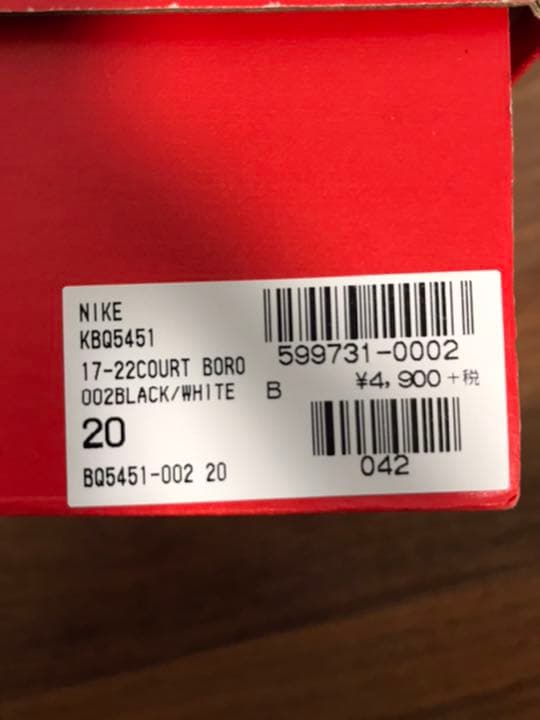 NIKE
KBQ5451
17-22COURT BORO
002BLACK/WHITE B
20
BQ5451-002 20
599731-0002
¥4,900+税
042